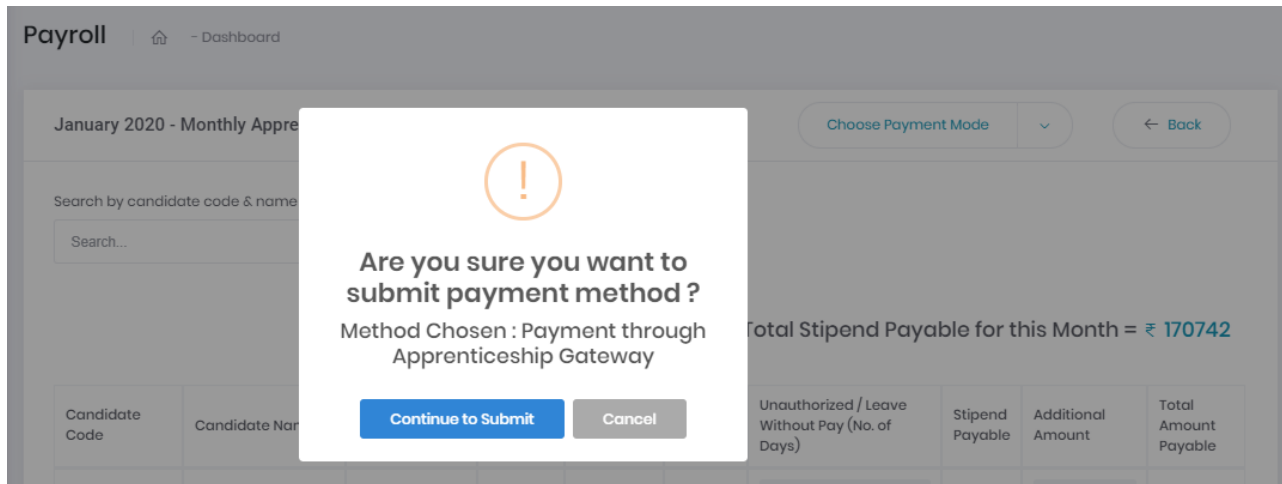 Payroll - Dashboard
January 2020 - Monthly Choose Payment Mode ← Back
Search by candidate code & name
Search...
!
Are you sure you want to
submit payment method ?
Method Chosen : Payment through
Apprenticeship Gateway
Continue to Submit Cancel
Total Stipend Payable for this Month = ₹ 170742
Candidate
Code
Candidate
Unauthorized / Leave
Without Pay (No. of
Days)
Stipend
Payable
Additional
Amount
Total
Amount
Payable